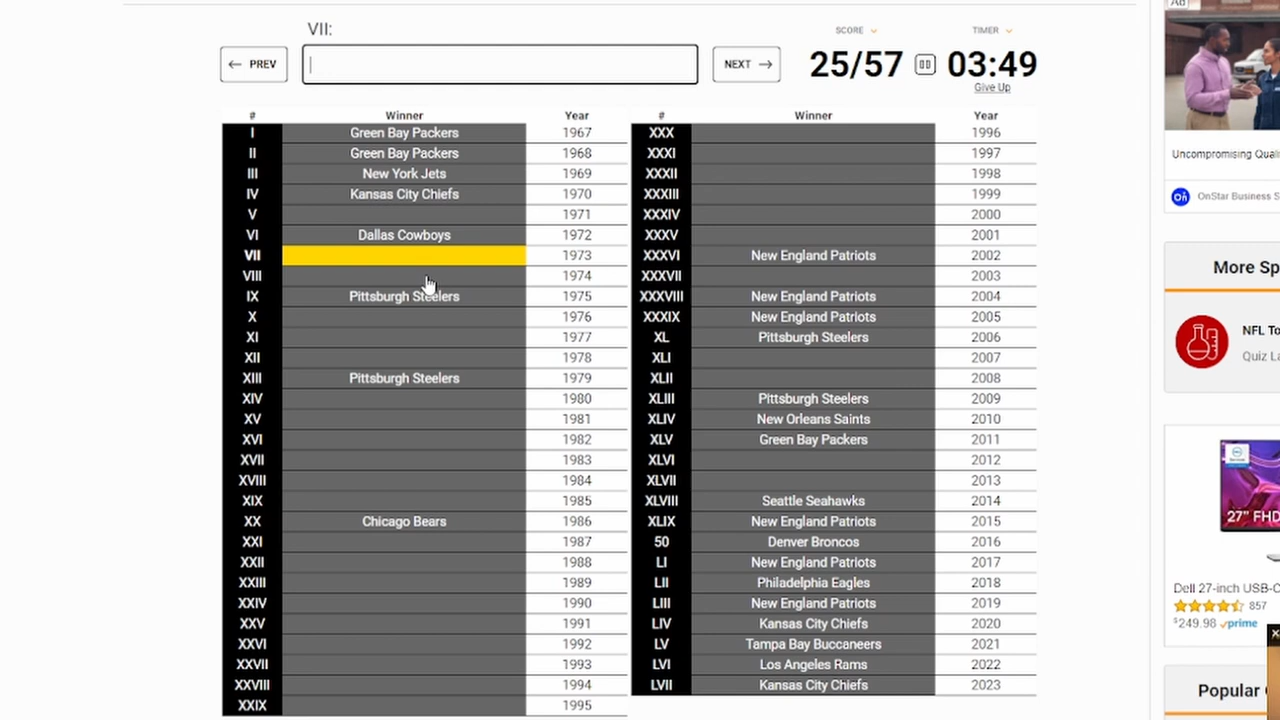 VII:
SCORE
TIMER
← PREV
NEXT →
25/57
03:49
Give Up
# Winner Year
I Green Bay Packers 1967
II Green Bay Packers 1968
III New York Jets 1969
IV Kansas City Chiefs 1970
V 1971
VI Dallas Cowboys 1972
VII 1973
VIII 1974
IX Pittsburgh Steelers 1975
X 1976
XI 1977
XII 1978
XIII Pittsburgh Steelers 1979
XIV 1980
XV 1981
XVI 1982
XVII 1983
XVIII 1984
XIX 1985
XX Chicago Bears 1986
XXI 1987
XXII 1988
XXIII 1989
XXIV 1990
XXV 1991
XXVI 1992
XXVII 1993
XXVIII 1994
XXIX 1995
# Winner Year
XXX 1996
XXXI 1997
XXXII 1998
XXXIII 1999
XXXIV 2000
XXXV 2001
XXXVI New England Patriots 2002
XXXVII 2003
XXXVIII New England Patriots 2004
XXXIX New England Patriots 2005
XL Pittsburgh Steelers 2006
XLI 2007
XLII 2008
XLIII Pittsburgh Steelers 2009
XLIV New Orleans Saints 2010
XLV Green Bay Packers 2011
XLVI 2012
XLVII 2013
XLVIII Seattle Seahawks 2014
XLIX New England Patriots 2015
50 Denver Broncos 2016
LI New England Patriots 2017
LII Philadelphia Eagles 2018
LIII New England Patriots 2019
LIV Kansas City Chiefs 2020
LV Tampa Bay Buccaneers 2021
LVI Los Angeles Rams 2022
LVII Kansas City Chiefs 2023
Ad
Uncompromising Quali
On OnStar Business S
More Sp
NFL To
Quiz La
27" FHD
Dell 27-inch USB-C
857
$249.98 prime
Popular